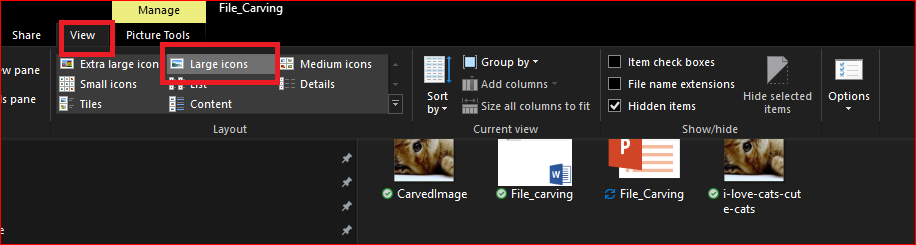 Manage
File_Carving
Share
View
Picture Tools
w pane
s pane
Extra large icon
Large icons
Medium icons
Small icons
List
Details
Tiles
Content
Layout
Sort
by
Group by
Add columns
Size all columns to fit
Current view
Item check boxes
File name extensions
Hidden items
Hide selected
items
Show/hide
Options
CarvedImage
File_carving
File_Carving
i-love-cats-cut
e-cats